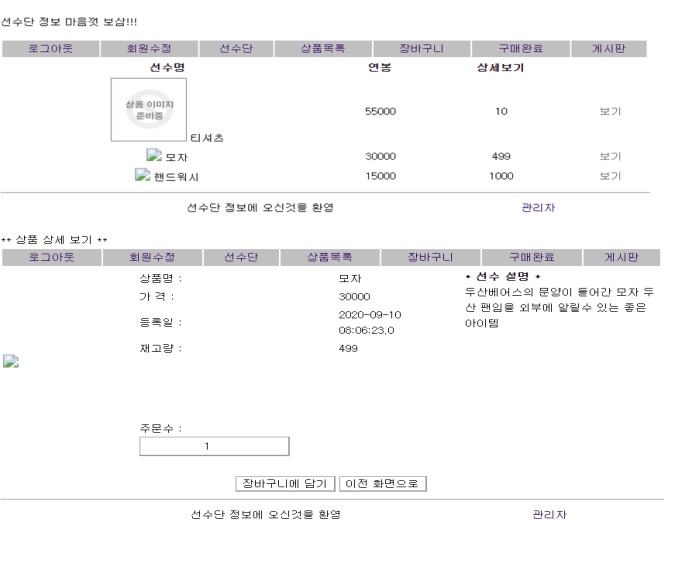 선수단 정보 마음껏 보삼!!!
로그아웃 회원수정 선수단 상품목록 장바구니 구매완료 게시판
선수명 연봉 상세보기
상품 이미지
준비중
티셔츠 55000 10 보기
모자 30000 499 보기
핸드워시 15000 1000 보기
선수단 정보에 오신것을 환영 관리자
** 상품 상세 보기 **
로그아웃 회원수정 선수단 상품목록 장바구니 구매완료 게시판
상품명 : 모자
가 격 : 30000
등록일 : 2020-09-10
08:06:23.0
재고량 : 499
* 선수 설명 *
두산베어스의 문양이 들어간 모자 두
산 팬임을 외부에 알릴수 있는 좋은
아이템
주문수 :
1
장바구니에 담기 이전 화면으로
선수단 정보에 오신것을 환영 관리자